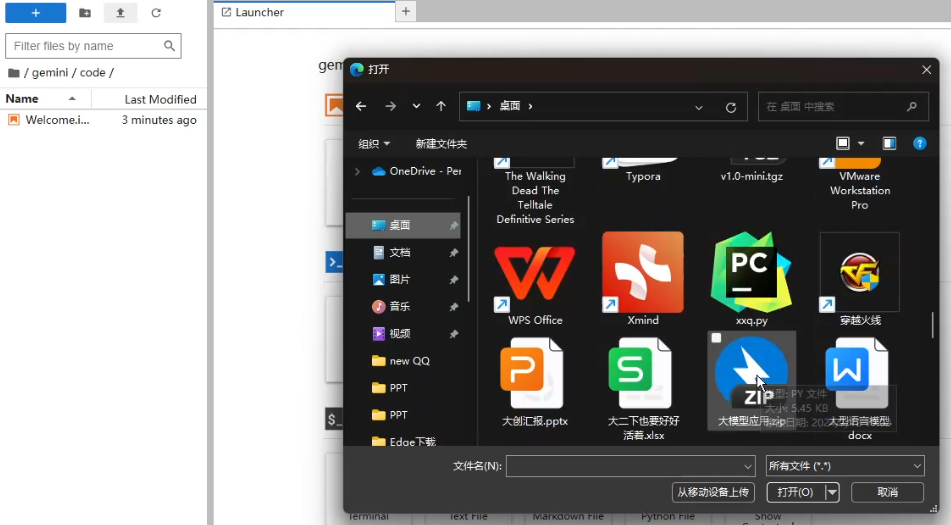 Launcher
Filter files by name
/ gemini / code /
Name
Last Modified
Welcome.i...
3 minutes ago
gem
打开
桌面
在 桌面 中搜索
组织
新建文件夹
OneDrive - Per
桌面
文档
图片
音乐
视频
new QQ
PPT
PPT
Edge下载
The Walking
Dead The
Telltale
Definitive Series
Typora
v1.0-mini.tgz
VMware
Workstation
Pro
WPS Office
Xmind
PC
xxq.py
穿越火线
P
大创汇报.pptx
S
大二下也要好好
活着.xlsx
ZIP
大模型应用.zip
W
大型语言模型.
docx
类型: PY 文件
大小: 5.45 KB
文件名(N):
所有文件 (*.*)
从移动设备上传
打开(O)
取消
$_
Terminal
Text File
Markdown File
Python File
Show